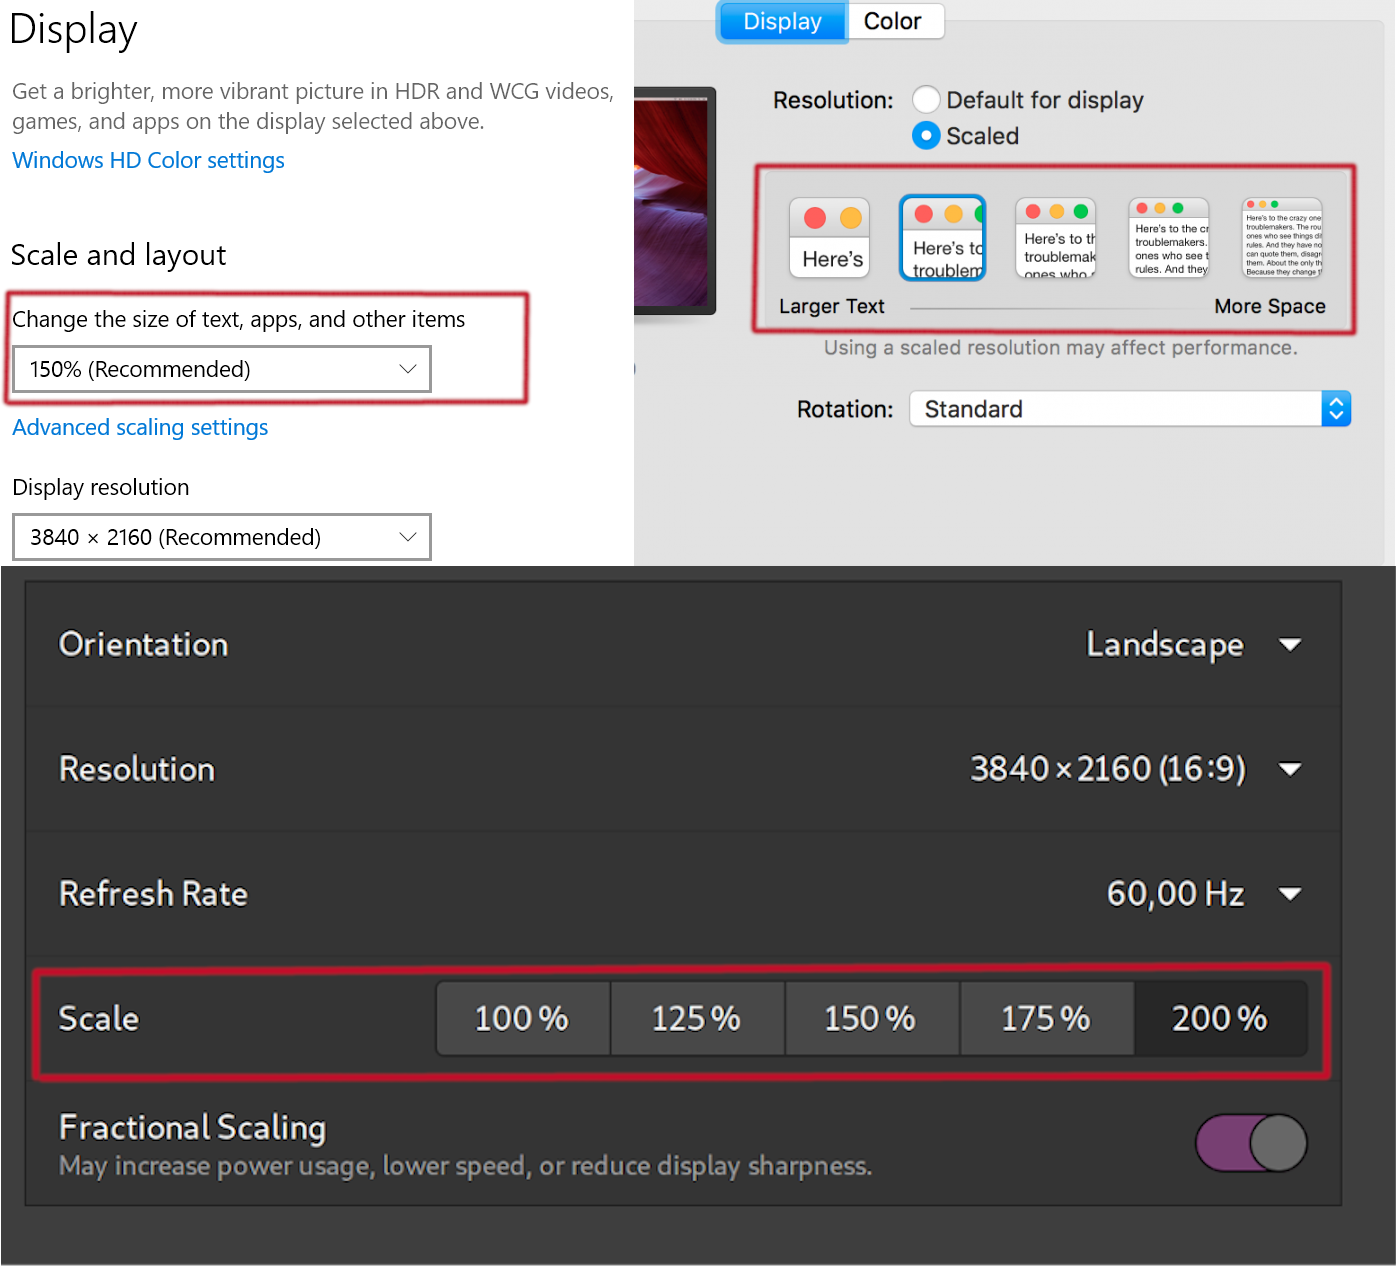 Display
Get a brighter, more vibrant picture in HDR and WCG videos,
games, and apps on the display selected above.
Windows HD Color settings
Scale and layout
Change the size of text, apps, and other items
150% (Recommended)
Advanced scaling settings
Display resolution
3840 × 2160 (Recommended)
Display Color
Resolution: Default for display
Scaled
Here's
Here's to
troublem
Here's to th
troublemak
ones who
Here's to the cr
troublemakers.
ones who see t
rules. And they
Here's to the crazy one
troublemakers. The rou
ones who see things di
rules. And they have no
can quote them, disagr
them. About the only th
Because they change t
Larger Text More Space
Using a scaled resolution may affect performance.
Rotation: Standard
Orientation Landscape
Resolution 3840×2160 (16:9)
Refresh Rate 60,00 Hz
Scale 100 % 125 % 150 % 175 % 200 %
Fractional Scaling
May increase power usage, lower speed, or reduce display sharpness.